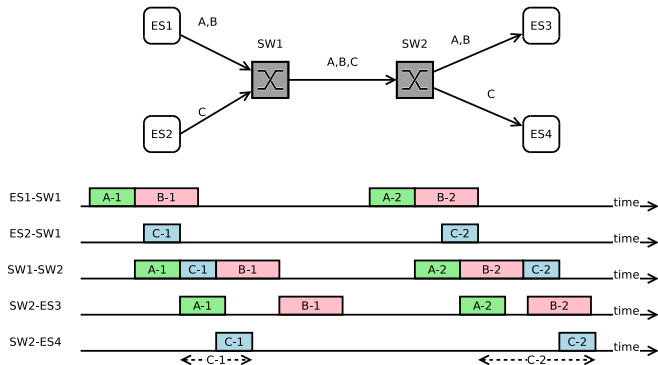 ES1
A,B
SW1
A,B,C
SW2
A,B
ES3
ES2
C
C
ES4
ES1-SW1
A-1
B-1
A-2
B-2
time
ES2-SW1
C-1
C-2
time
SW1-SW2
A-1
C-1
B-1
A-2
B-2
C-2
time
SW2-ES3
A-1
B-1
A-2
B-2
time
SW2-ES4
C-1
C-2
time
C-1
C-2